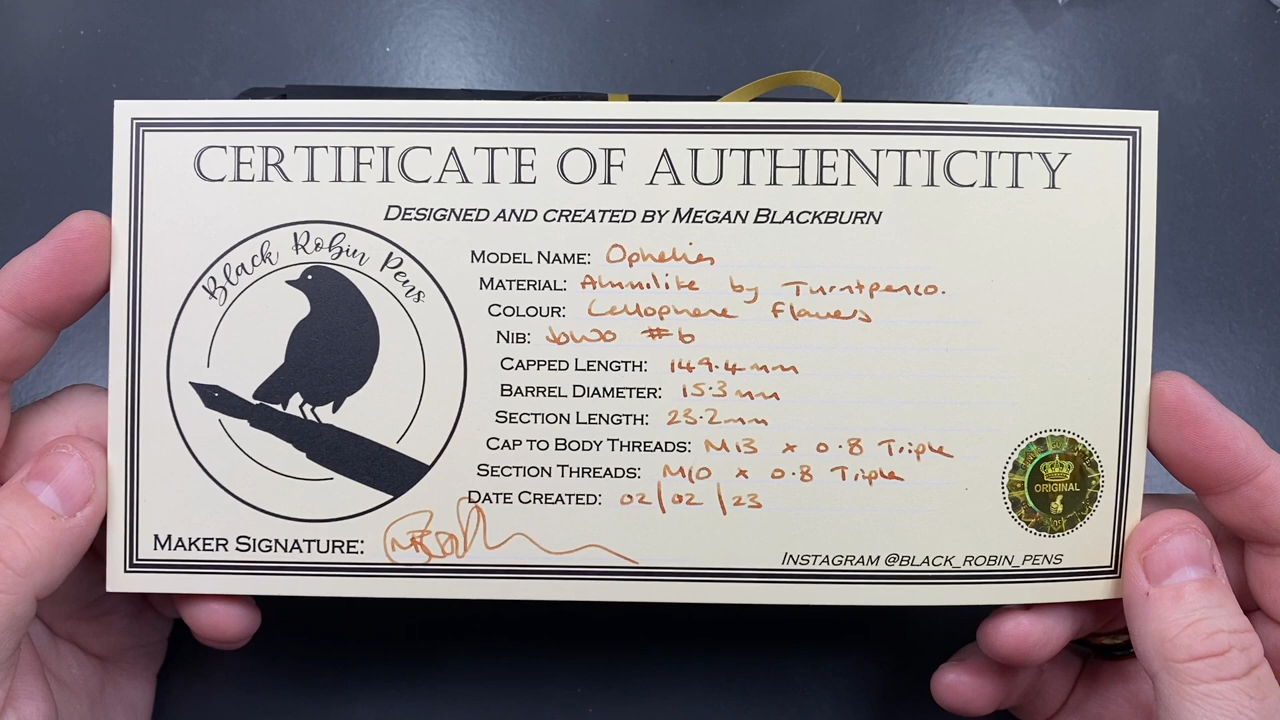 CERTIFICATE OF AUTHENTICITY
DESIGNED AND CREATED BY MEGAN BLACKBURN
Black Robin Pens
MODEL NAME: Ophelia
MATERIAL: Alumilite by Turntpenco.
COLOUR: Cellophane Flowers
NIB: JoWo #6
CAPPED LENGTH: 149.4mm
BARREL DIAMETER: 15.3mm
SECTION LENGTH: 23.2mm
CAP TO BODY THREADS: M13 x 0.8 Triple
SECTION THREADS: M10 x 0.8 Triple
DATE CREATED: 02/02/23
ORIGINAL
MAKER SIGNATURE:
INSTAGRAM @BLACK_ROBIN_PENS